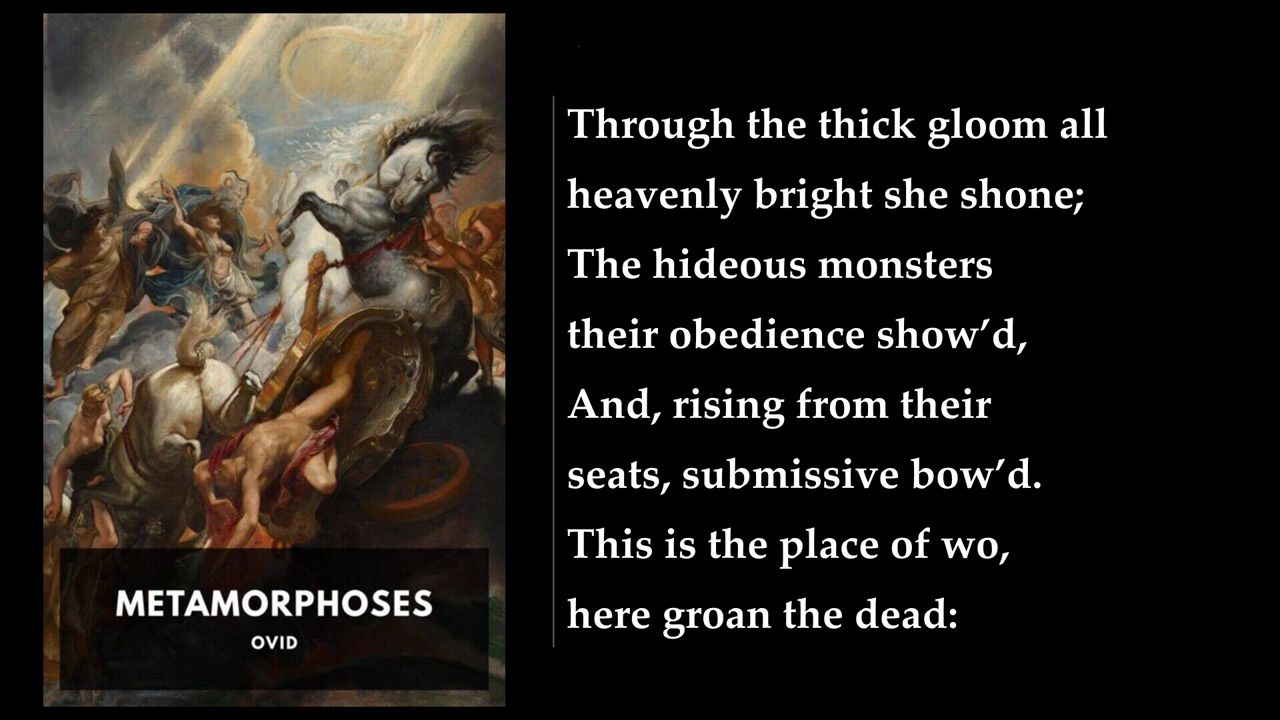 METAMORPHOSES
OVID
Through the thick gloom all
heavenly bright she shone;
The hideous monsters
their obedience show’d,
And, rising from their
seats, submissive bow’d.
This is the place of wo,
here groan the dead: